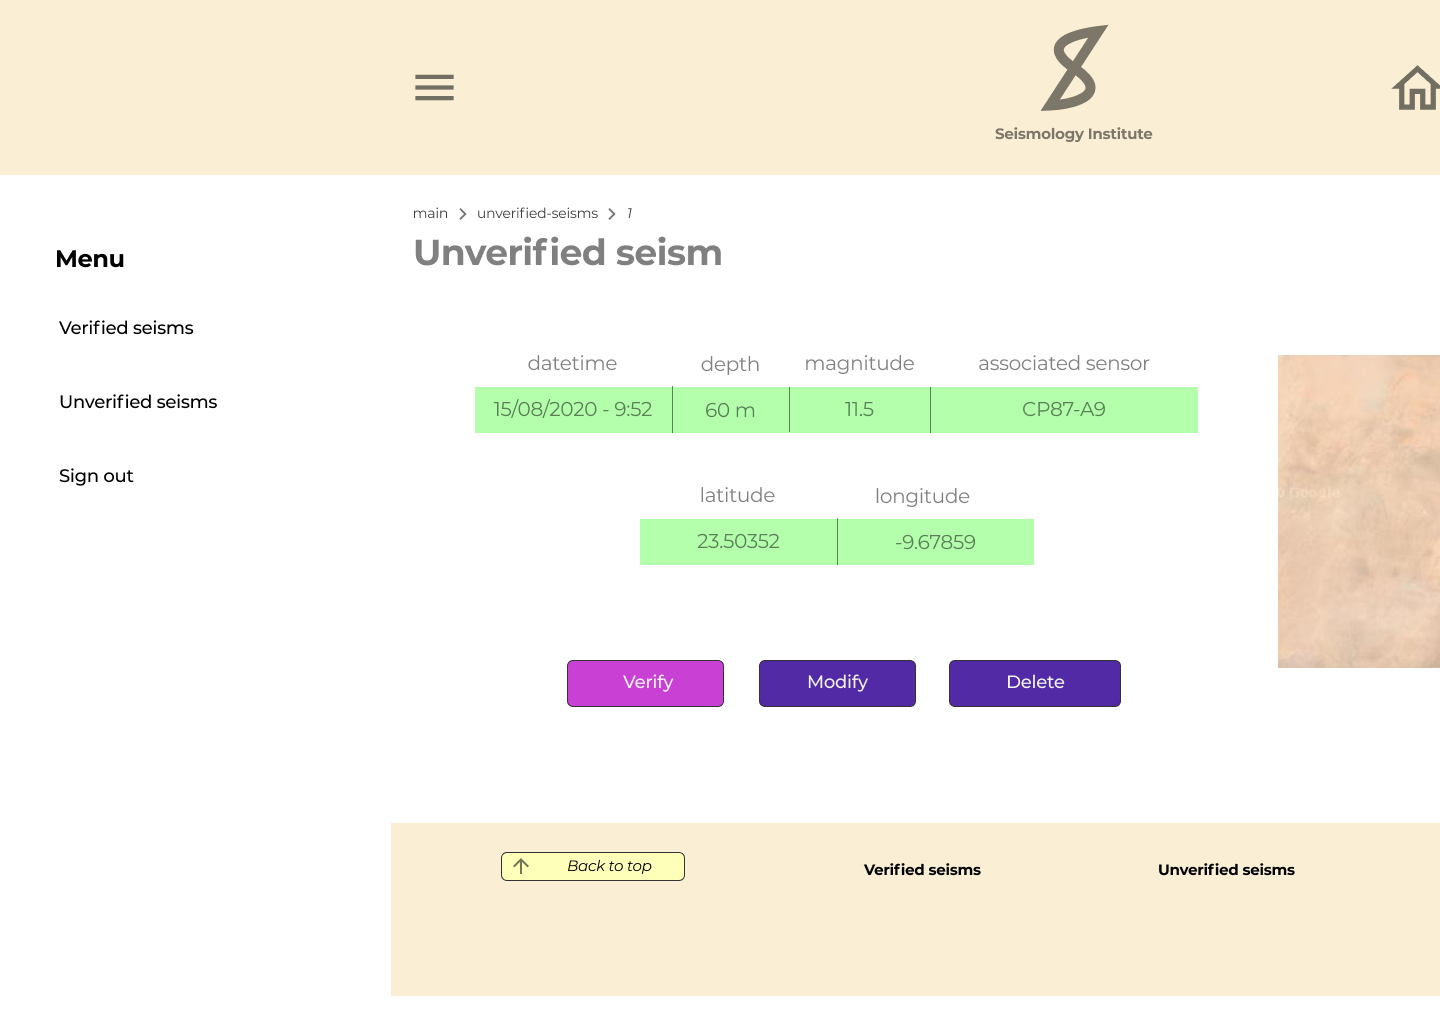 Seismology Institute
main > unverified-seisms > 1
Unverified seism
Menu
Verified seisms
Unverified seisms
Sign out
datetime depth magnitude associated sensor
15/08/2020 - 9:52 60 m 11.5 CP87-A9
latitude longitude
23.50352 -9.67859
Google
Verify Modify Delete
Back to top Verified seisms Unverified seisms